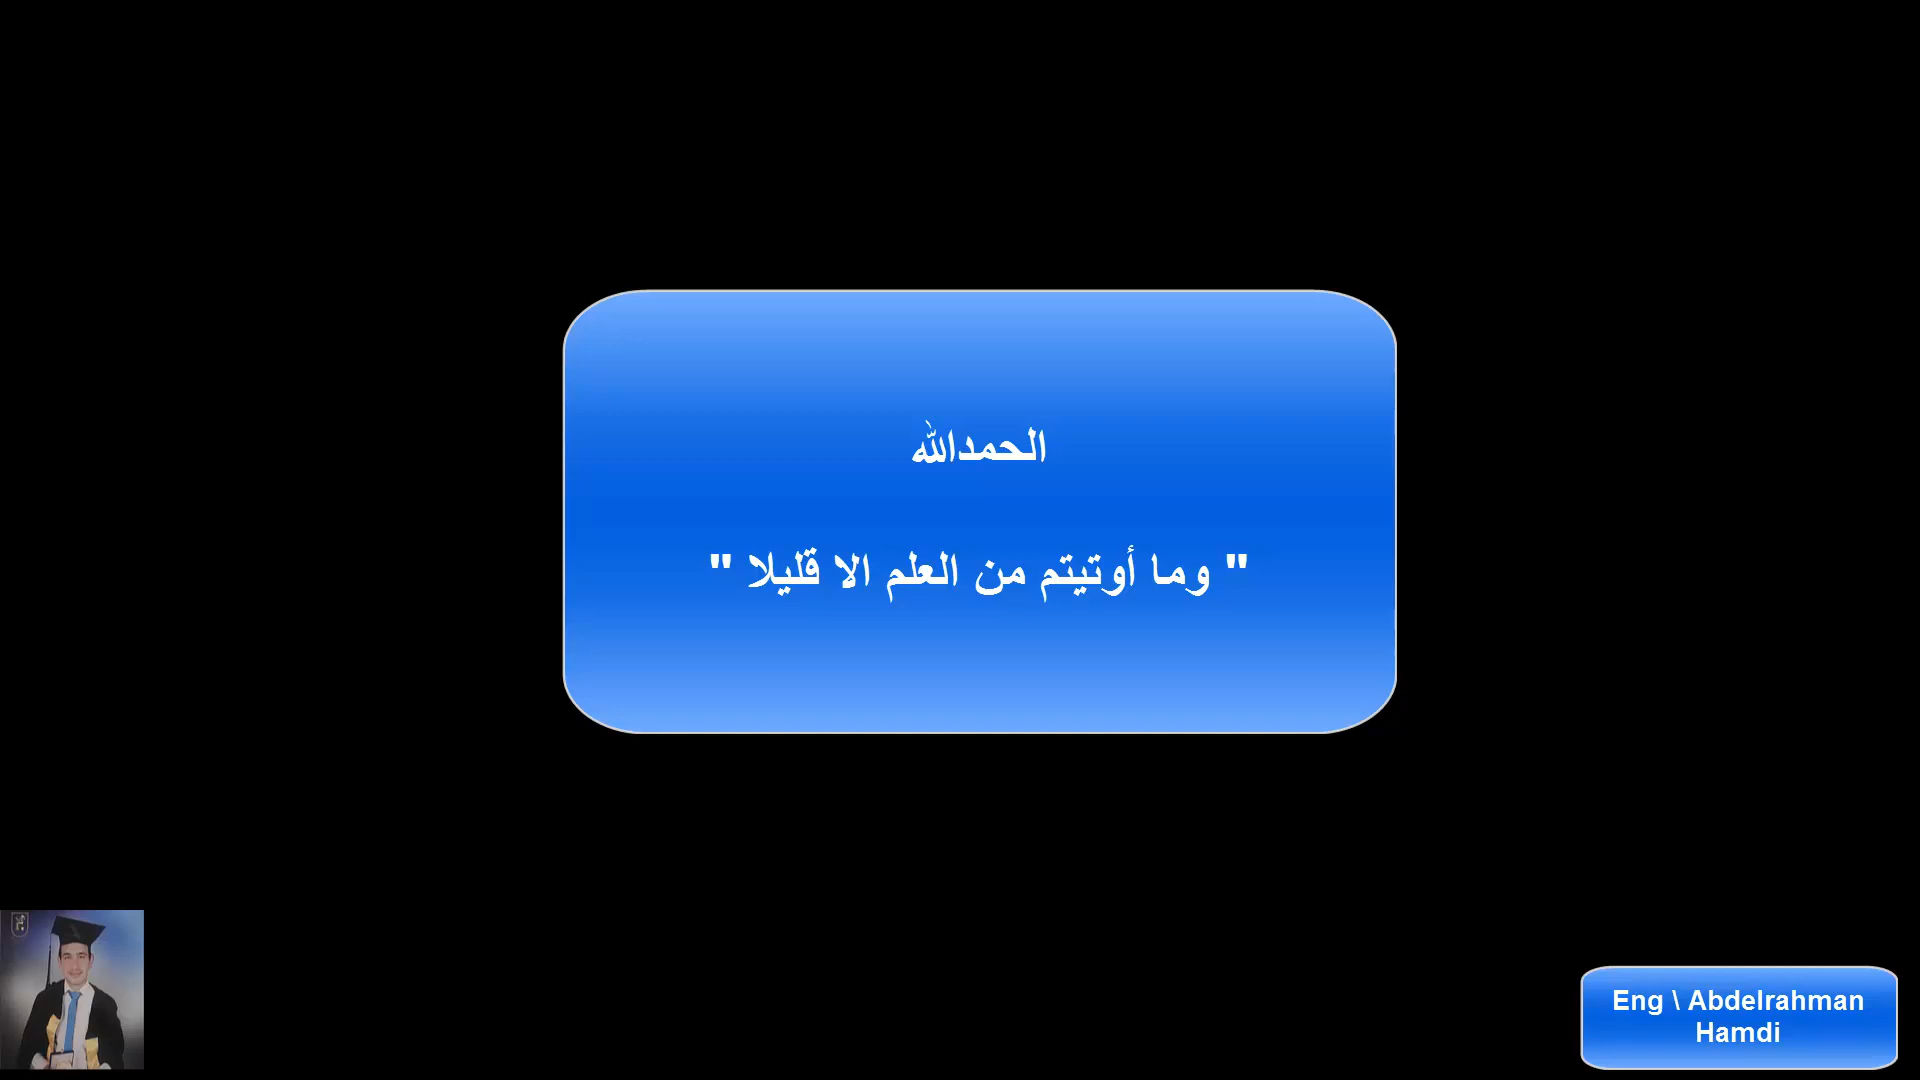 الحمدالله
" وما أوتيتم من العلم الا قليلا "
Eng \ Abdelrahman
Hamdi